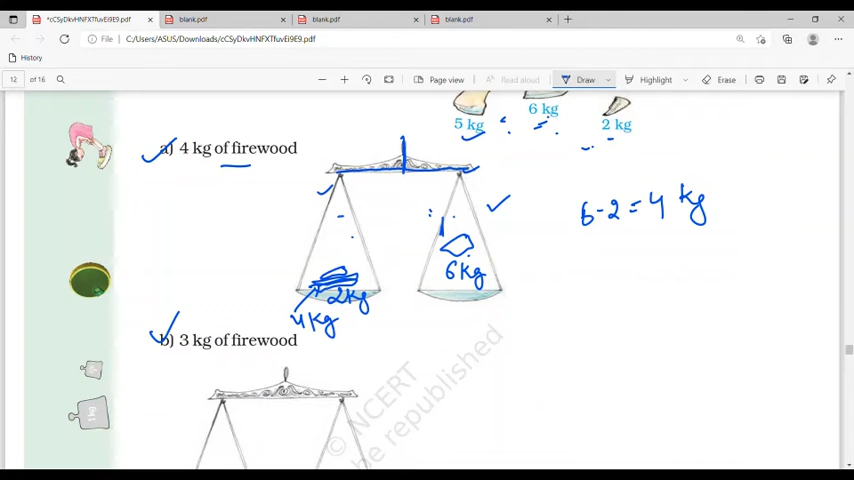 *cCSyDkvHNFXTfuvEi9E9.pdf
blank.pdf
blank.pdf
blank.pdf
File
C:/Users/ASUS/Downloads/cCSyDkvHNFXTfuvEi9E9.pdf
History
12 of 16
Page view
Read aloud
Draw
Highlight
Erase
6 kg
5 kg
2 kg
a) 4 kg of firewood
6-2=4 kg
6kg
2kg
4kg
b) 3 kg of firewood
1kg
© NCERT
be republished